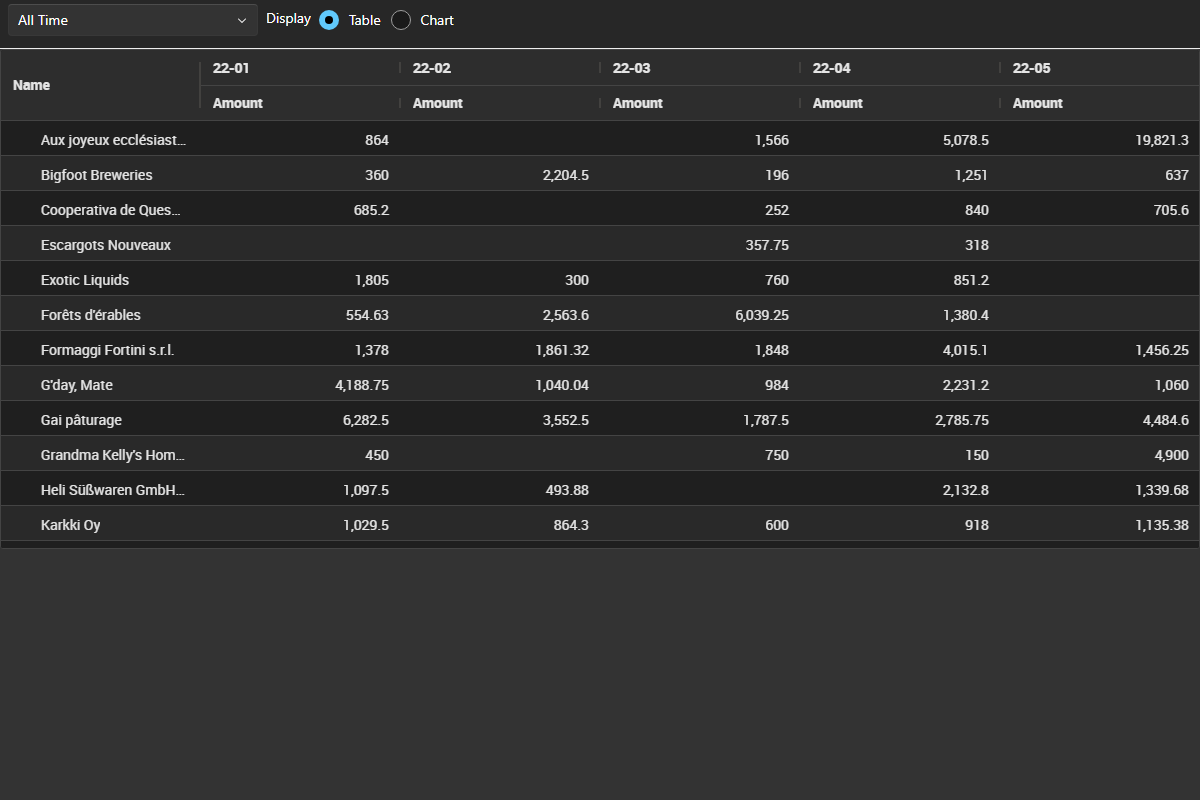 All Time Display Table Chart
Name 22-01 22-02 22-03 22-04 22-05
Amount Amount Amount Amount Amount
Aux joyeux ecclésiast... 864 1,566 5,078.5 19,821.3
Bigfoot Breweries 360 2,204.5 196 1,251 637
Cooperativa de Ques... 685.2 252 840 705.6
Escargots Nouveaux 357.75 318
Exotic Liquids 1,805 300 760 851.2
Forêts d'érables 554.63 2,563.6 6,039.25 1,380.4
Formaggi Fortini s.r.l. 1,378 1,861.32 1,848 4,015.1 1,456.25
G'day, Mate 4,188.75 1,040.04 984 2,231.2 1,060
Gai pâturage 6,282.5 3,552.5 1,787.5 2,785.75 4,484.6
Grandma Kelly's Hom... 450 750 150 4,900
Heli Süßwaren GmbH... 1,097.5 493.88 2,132.8 1,339.68
Karkki Oy 1,029.5 864.3 600 918 1,135.38